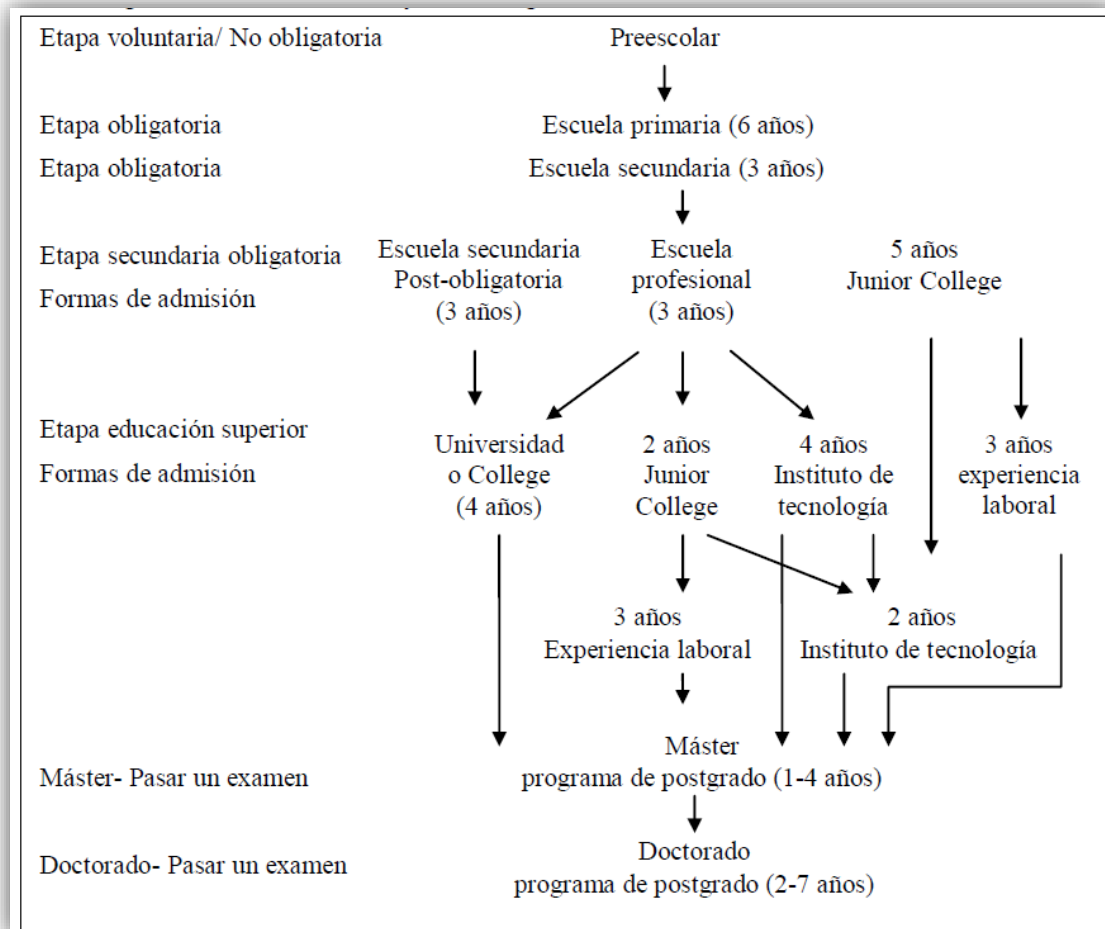 Etapa voluntaria/ No obligatoria Preescolar
Etapa obligatoria Escuela primaria (6 años)
Etapa obligatoria Escuela secundaria (3 años)
Etapa secundaria obligatoria
Formas de admisión
Escuela secundaria
Post-obligatoria
(3 años)
Escuela
profesional
(3 años)
5 años
Junior College
Etapa educación superior
Formas de admisión
Universidad
o College
(4 años)
2 años
Junior
College
4 años
Instituto de
tecnología
3 años
experiencia
laboral
3 años
Experiencia laboral
2 años
Instituto de tecnología
Máster- Pasar un examen
Máster
programa de postgrado (1-4 años)
Doctorado- Pasar un examen
Doctorado
programa de postgrado (2-7 años)